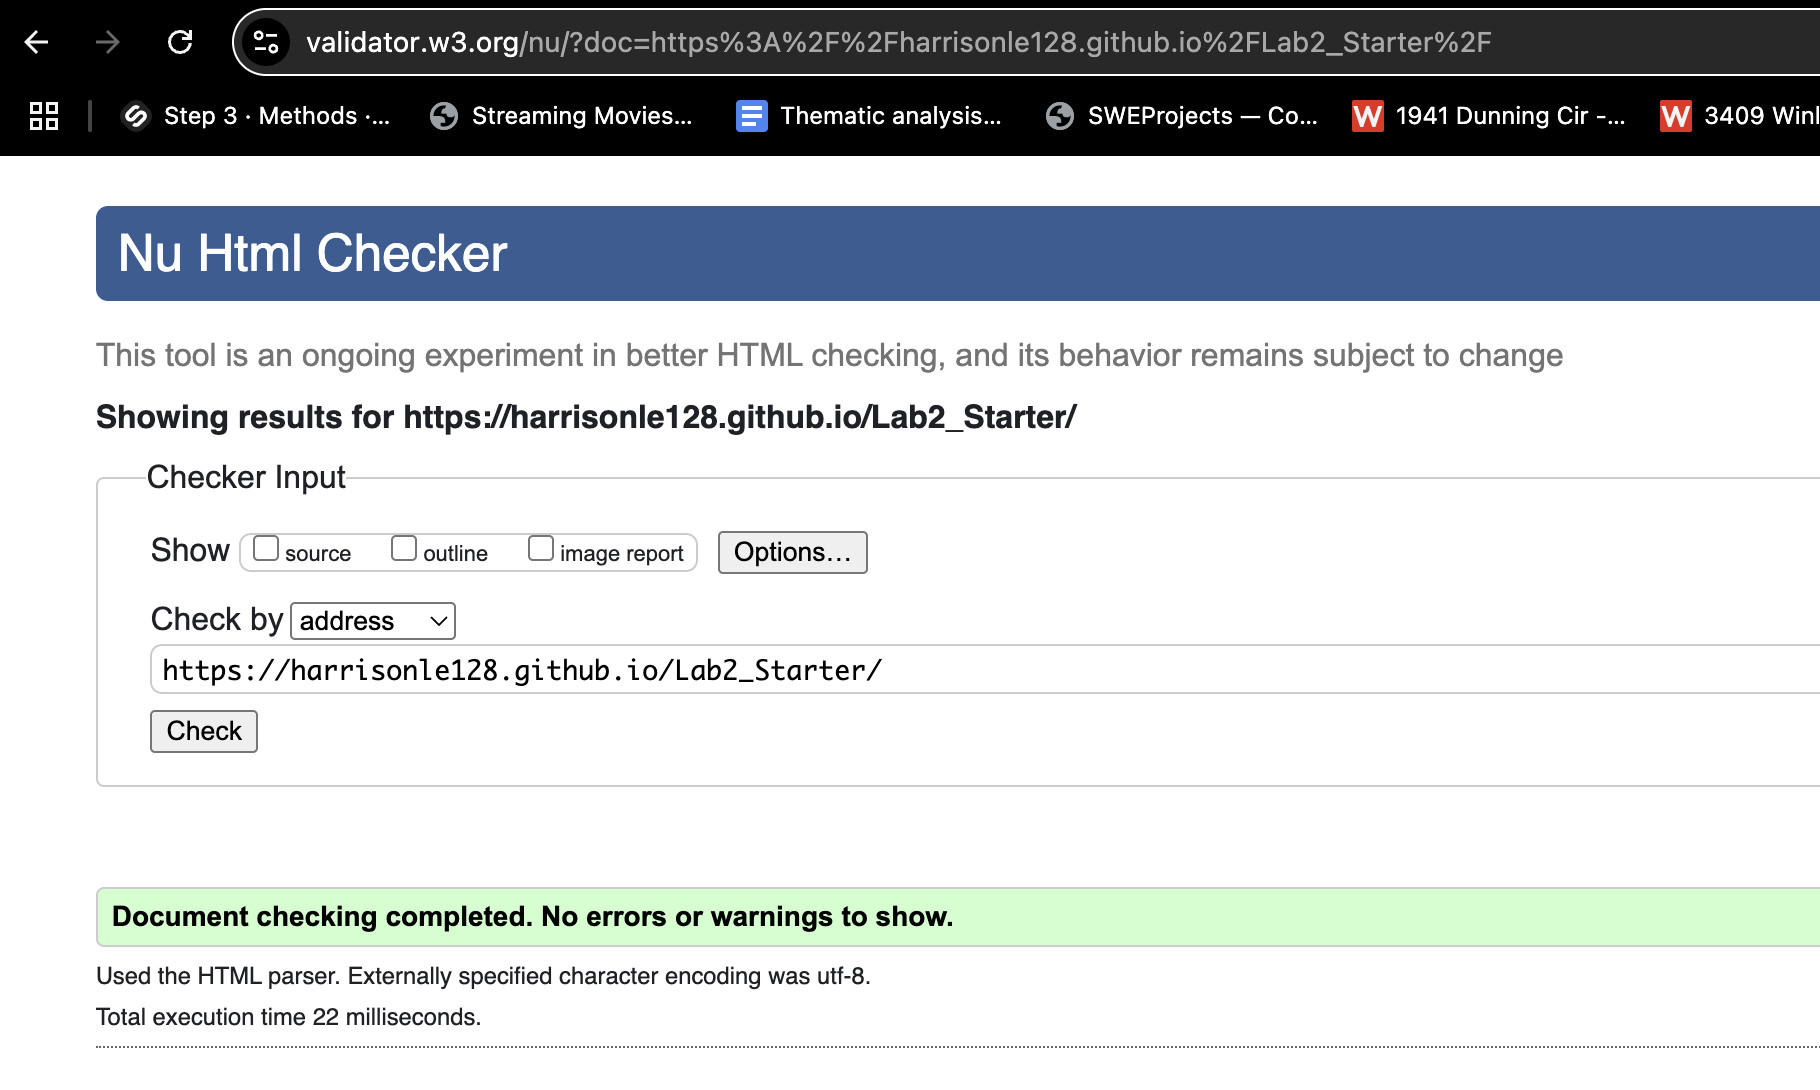 validator.w3.org/nu/?doc=https%3A%2F%2Fharrisonle128.github.io%2FLab2_Starter%2F
Step 3 · Methods ·... Streaming Movies... Thematic analysis... SWEProjects — Co... W 1941 Dunning Cir -... W 3409 Winl
Nu Html Checker
This tool is an ongoing experiment in better HTML checking, and its behavior remains subject to change
Showing results for https://harrisonle128.github.io/Lab2_Starter/
Checker Input
Show source outline image report Options...
Check by address
https://harrisonle128.github.io/Lab2_Starter/
Check
Document checking completed. No errors or warnings to show.
Used the HTML parser. Externally specified character encoding was utf-8.
Total execution time 22 milliseconds.